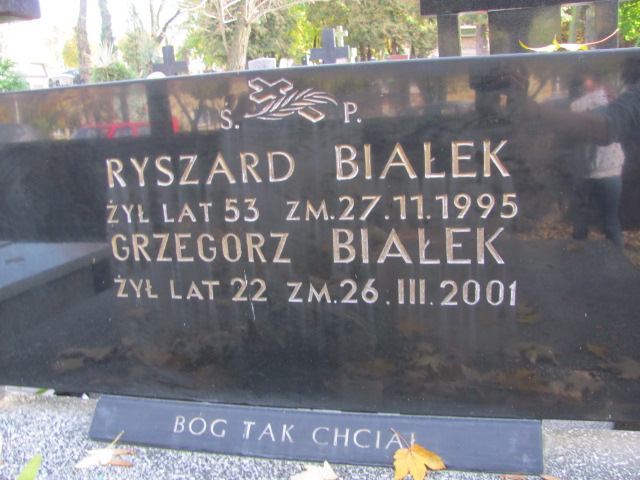 Ś. P.
RYSZARD BIAŁEK
ŻYŁ LAT 53 ZM. 27.11.1995
GRZEGORZ BIAŁEK
ŻYŁ LAT 22 ZM. 26.III.2001
BÓG TAK CHCIAŁ